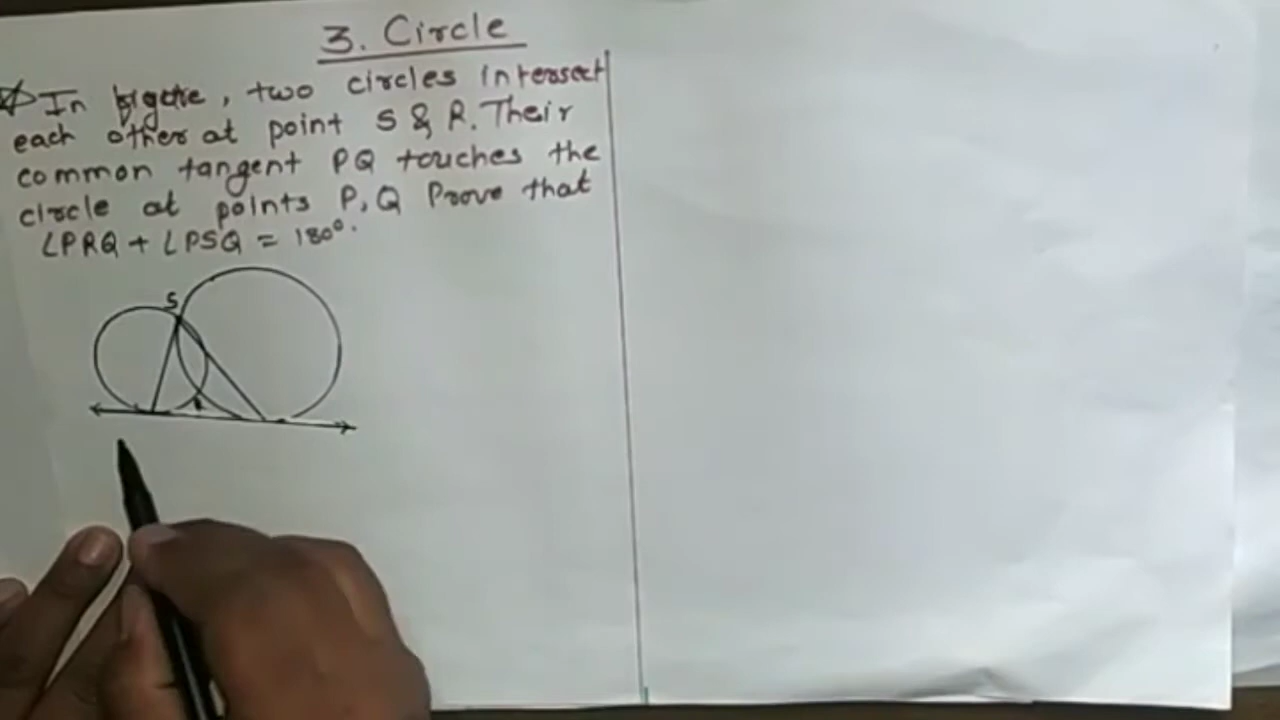 3. Circle
In figure, two circles intersect
each other at point S & R. Their
common tangent PQ touches the
circle at points P, Q Prove that
∠PRQ + ∠PSQ = 180°.
S